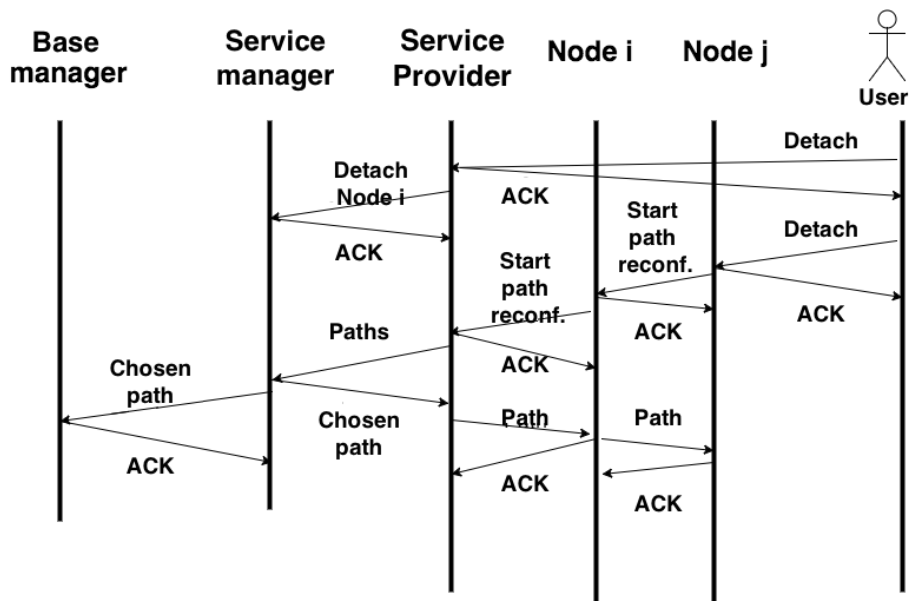 Base
manager
Service
manager
Service
Provider
Node i
Node j
User
Detach
Detach
Node i
ACK
Start
path
reconf.
Detach
ACK
Start
path
reconf.
ACK
ACK
Paths
ACK
Chosen
path
Chosen
path
Path
Path
ACK
ACK
ACK